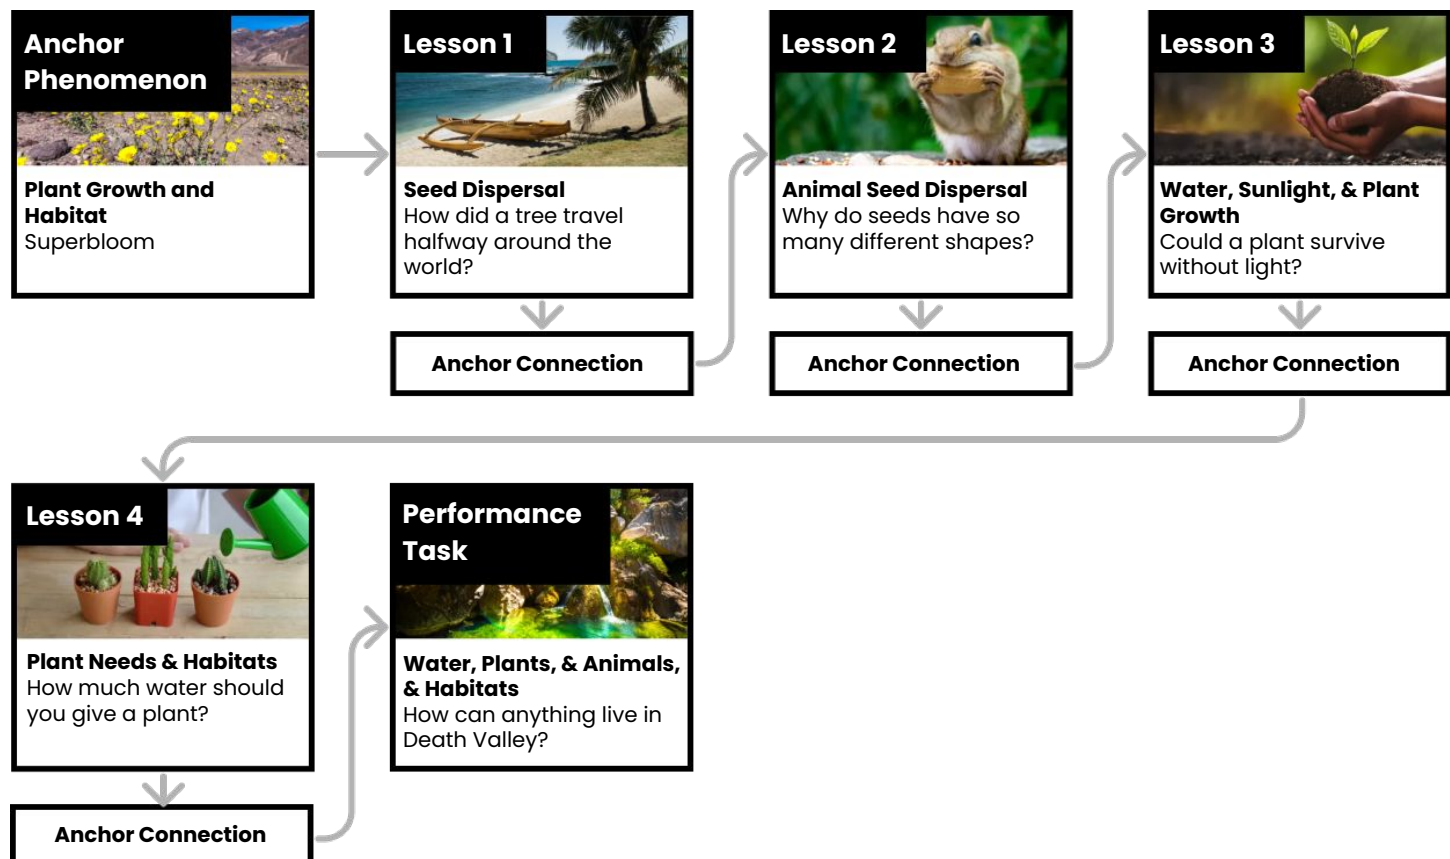 Anchor
Phenomenon
Plant Growth and
Habitat
Superbloom
Lesson 1
Seed Dispersal
How did a tree travel
halfway around the
world?
Anchor Connection
Lesson 2
Animal Seed Dispersal
Why do seeds have so
many different shapes?
Anchor Connection
Lesson 3
Water, Sunlight, & Plant
Growth
Could a plant survive
without light?
Anchor Connection
Lesson 4
Plant Needs & Habitats
How much water should
you give a plant?
Anchor Connection
Performance
Task
Water, Plants, & Animals,
& Habitats
How can anything live in
Death Valley?